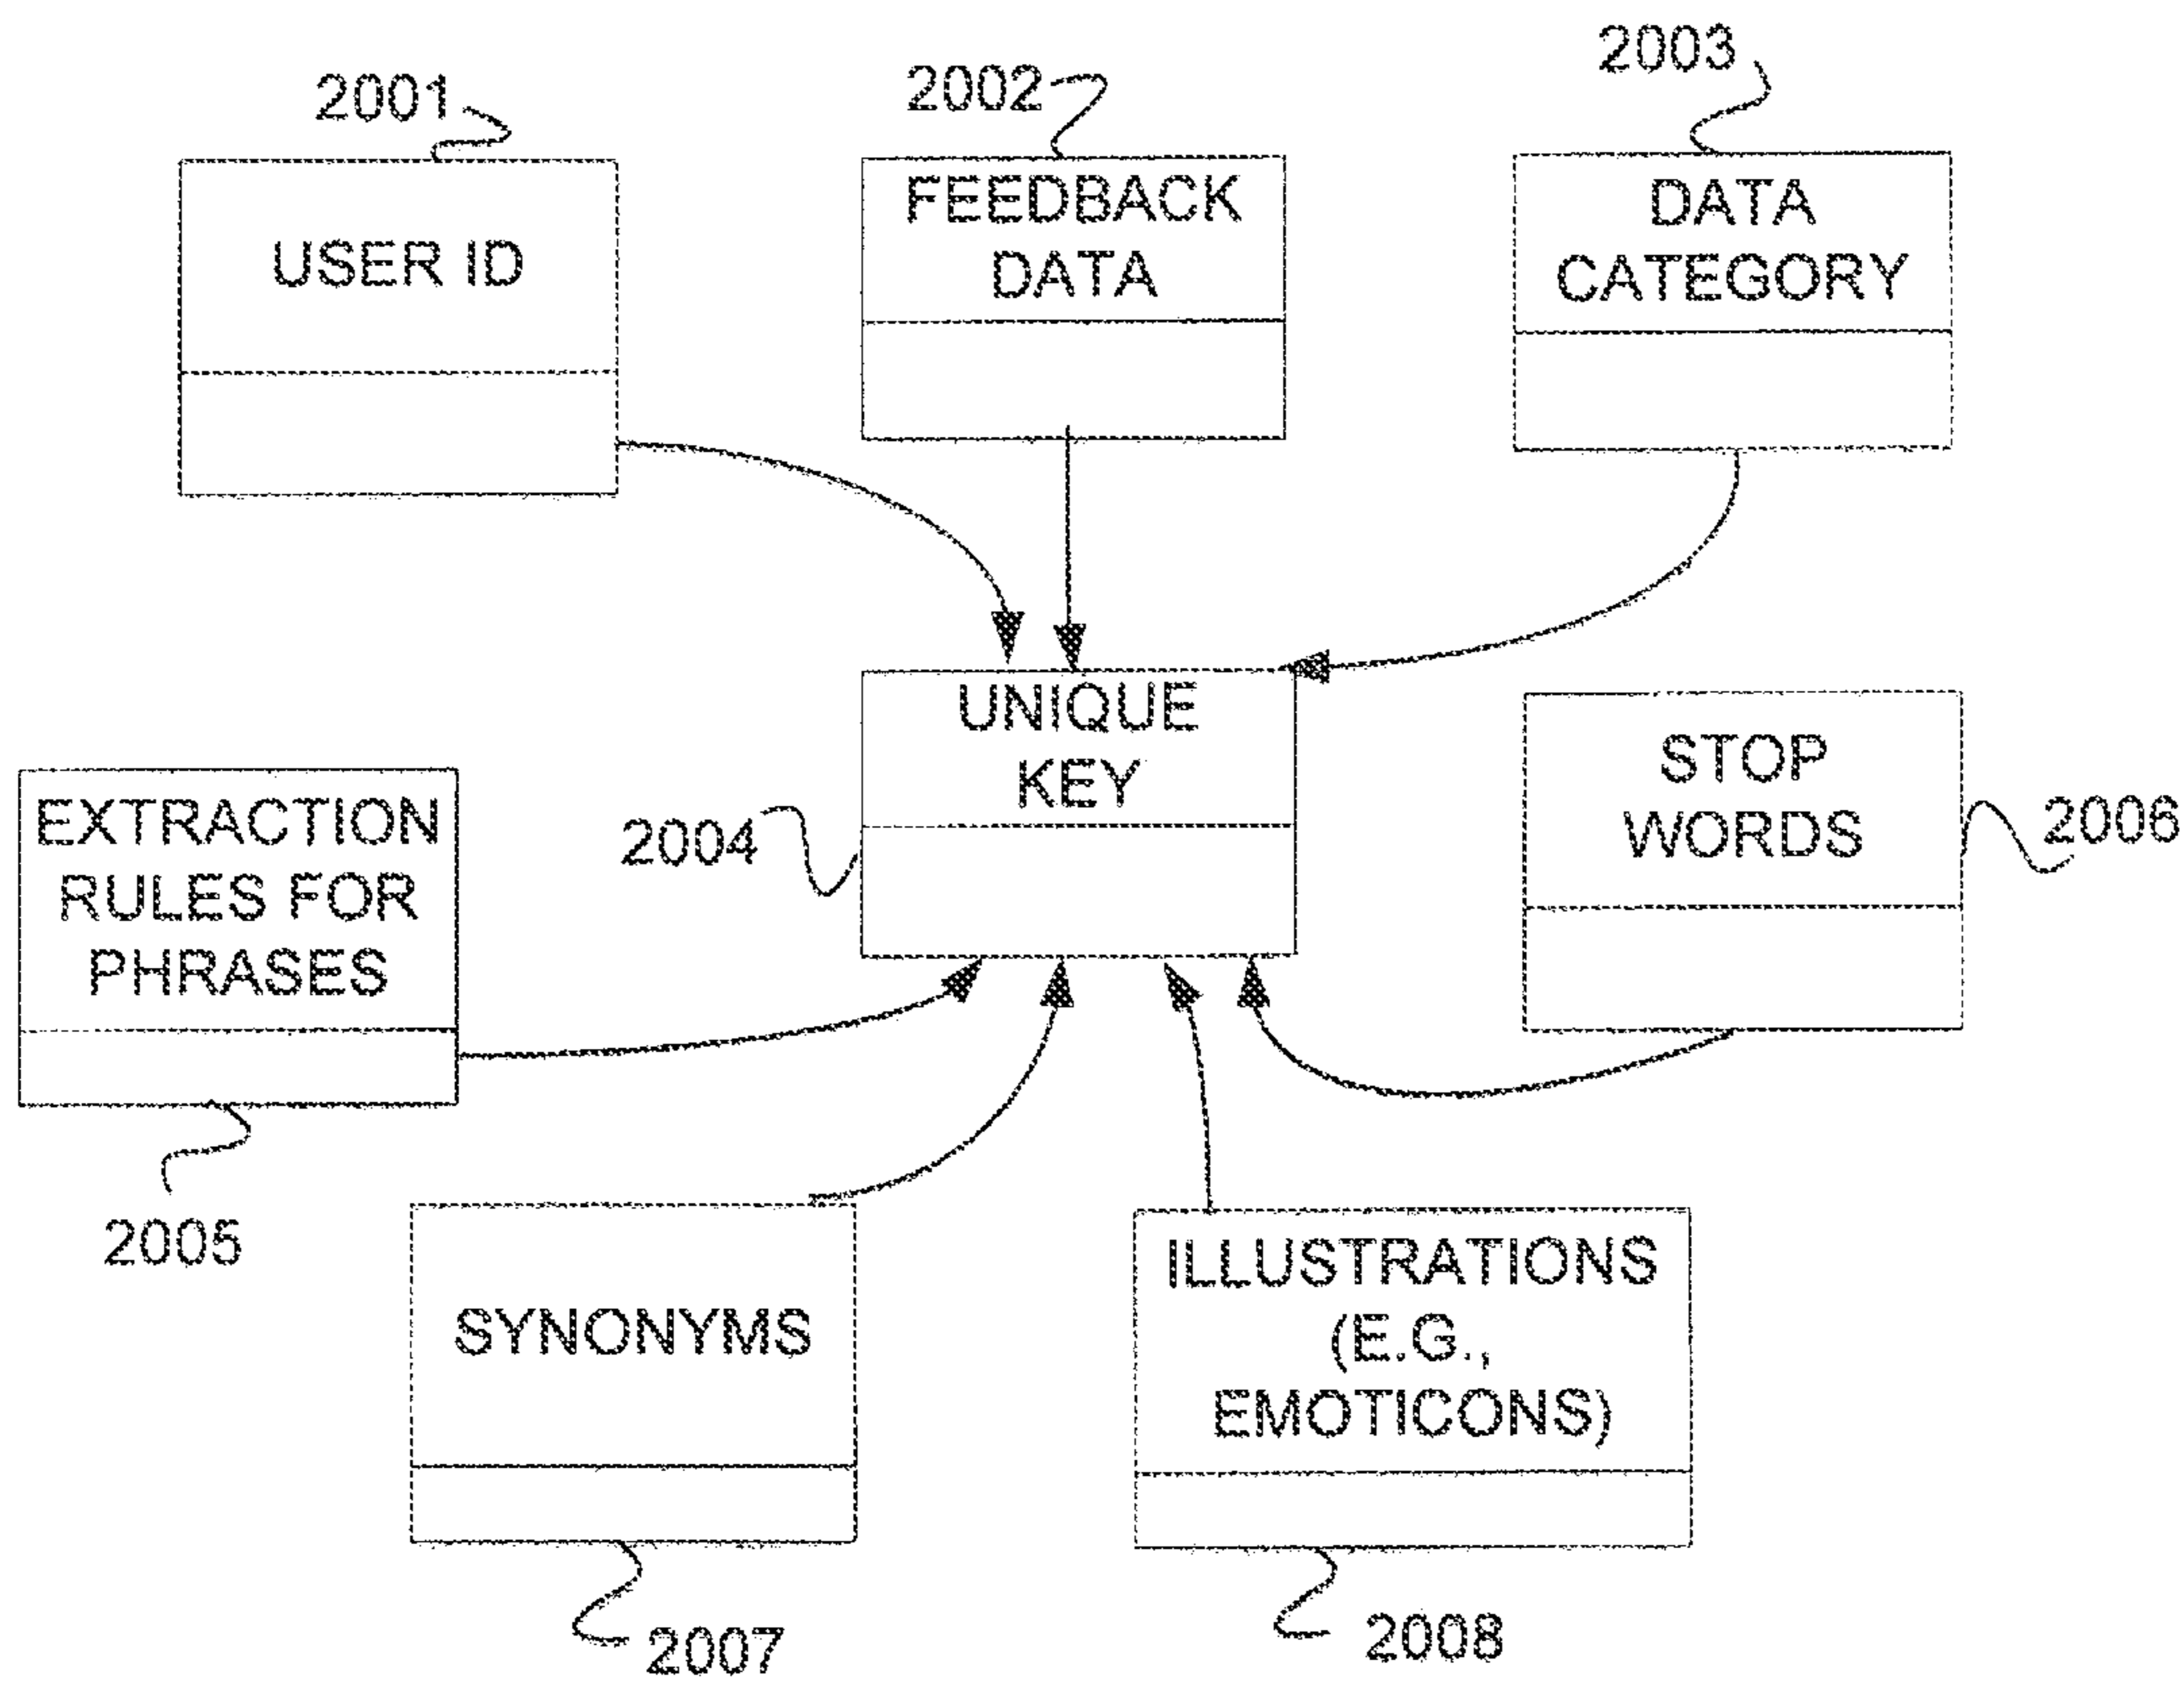 2001
2002
2003
USER ID
FEEDBACK
DATA
DATA
CATEGORY
UNIQUE
KEY
2004
STOP
WORDS
2006
EXTRACTION
RULES FOR
PHRASES
2005
SYNONYMS
2007
ILLUSTRATIONS
(E.G.,
EMOTICONS)
2008